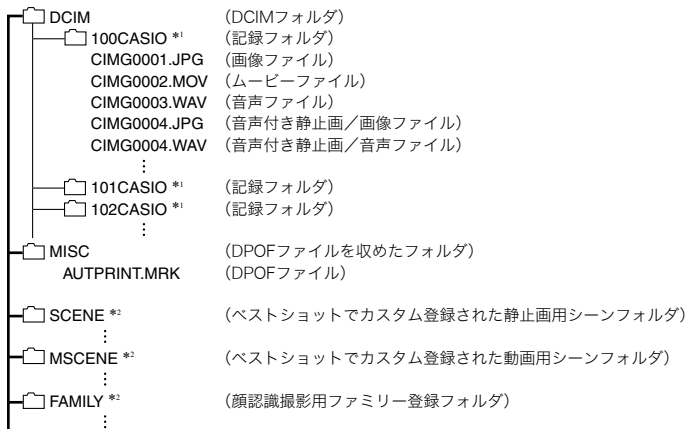 DCIM (DCIMフォルダ)
100CASIO *1 (記録フォルダ)
CIMG0001.JPG (画像ファイル)
CIMG0002.MOV (ムービーファイル)
CIMG0003.WAV (音声ファイル)
CIMG0004.JPG (音声付き静止画／画像ファイル)
CIMG0004.WAV (音声付き静止画／音声ファイル)
101CASIO *1 (記録フォルダ)
102CASIO *1 (記録フォルダ)
MISC (DPOFファイルを収めたフォルダ)
AUTPRINT.MRK (DPOFファイル)
SCENE *2 (ベストショットでカスタム登録された静止画用シーンフォルダ)
MSCENE *2 (ベストショットでカスタム登録された動画用シーンフォルダ)
FAMILY *2 (顔認識撮影用ファミリー登録フォルダ)